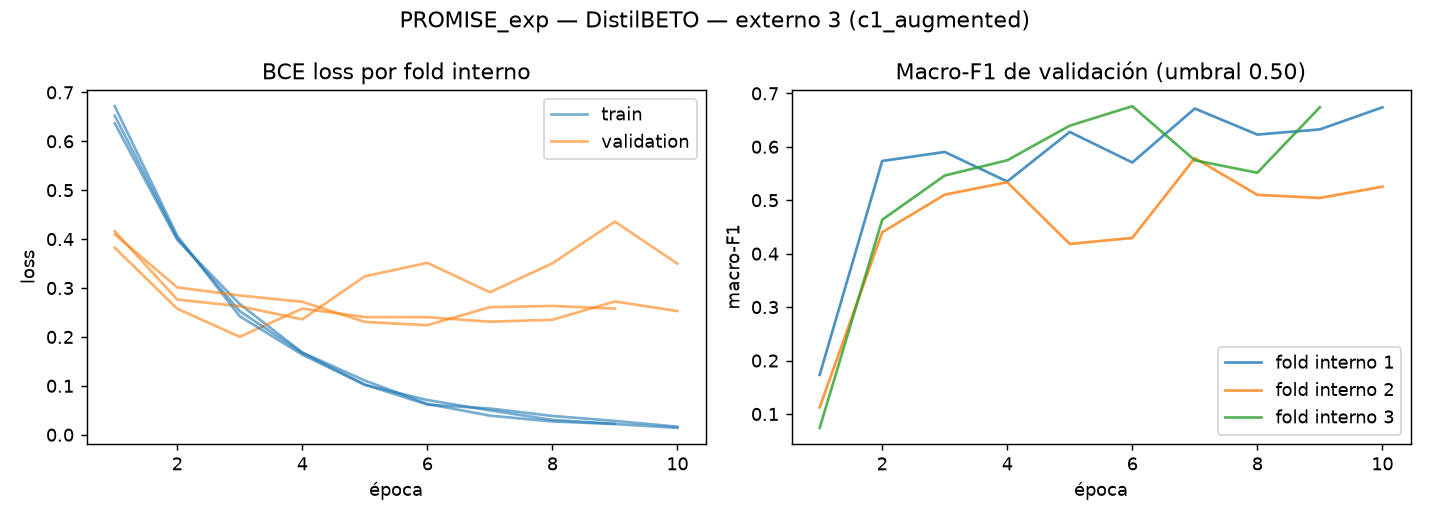 PROMISE_exp — DistilBETO — externo 3 (c1_augmented)
BCE loss por fold interno
0.7
0.6
0.5
0.4
0.3
0.2
0.1
0.0
loss
train
validation
2
4
6
8
10
época
Macro-F1 de validación (umbral 0.50)
0.7
0.6
0.5
0.4
0.3
0.2
0.1
macro-F1
fold interno 1
fold interno 2
fold interno 3
2
4
6
8
10
época